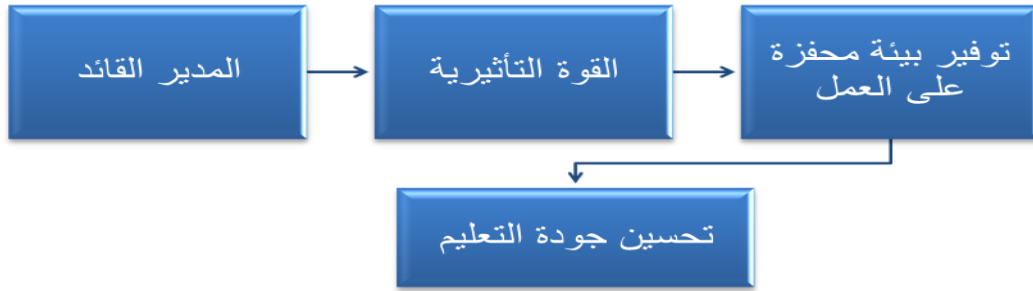 المدير القائد
القوة التأثيرية
توفير بيئة محفزة
على العمل
تحسين جودة التعليم